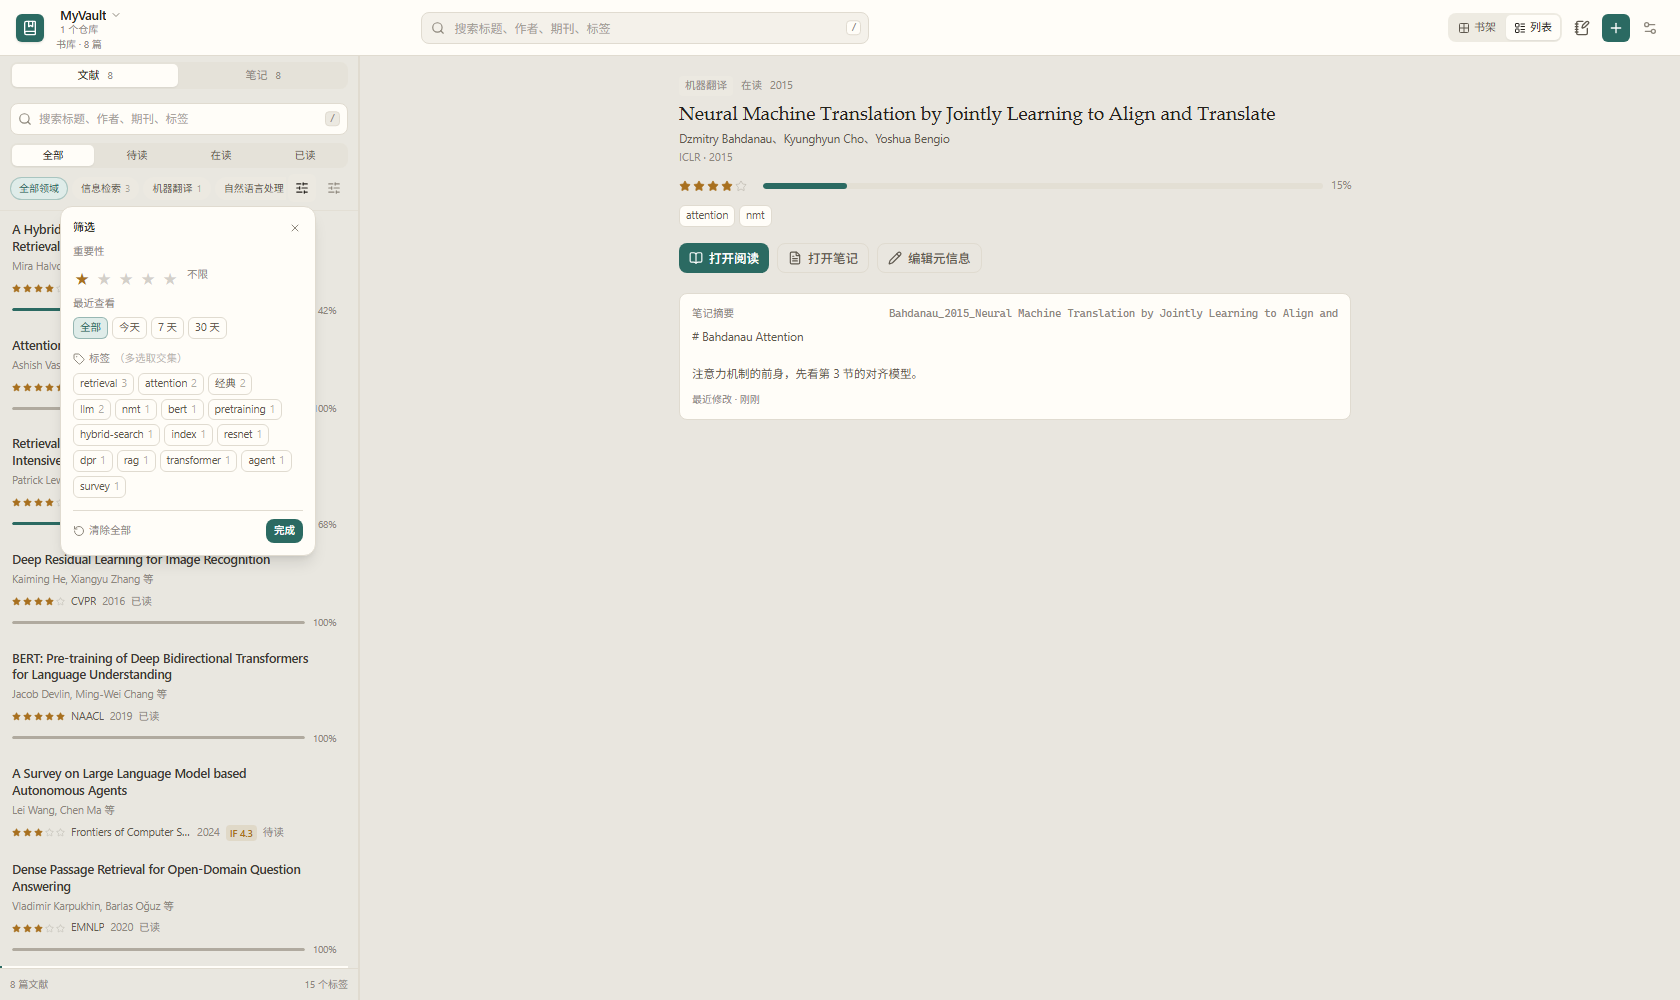 MyVault
1 个仓库
书库 · 8 篇
搜索标题、作者、期刊、标签
/
书架
列表
文献 8
笔记 8
搜索标题、作者、期刊、标签
/
全部
待读
在读
已读
全部领域
信息检索 3
机器翻译 1
自然语言处理
A Hybrid
Retrieval
Mira Halvo
42%
Attention
Ashish Vas
100%
Retrieval
Intensive
Patrick Lew
68%
筛选
重要性
不限
最近查看
全部
今天
7 天
30 天
标签 （多选取交集）
retrieval 3
attention 2
经典 2
llm 2
nmt 1
bert 1
pretraining 1
hybrid-search 1
index 1
resnet 1
dpr 1
rag 1
transformer 1
agent 1
survey 1
清除全部
完成
Deep Residual Learning for Image Recognition
Kaiming He, Xiangyu Zhang 等
CVPR 2016 已读
100%
BERT: Pre-training of Deep Bidirectional Transformers
for Language Understanding
Jacob Devlin, Ming-Wei Chang 等
NAACL 2019 已读
100%
A Survey on Large Language Model based
Autonomous Agents
Lei Wang, Chen Ma 等
Frontiers of Computer S... 2024 IF 4.3 待读
Dense Passage Retrieval for Open-Domain Question
Answering
Vladimir Karpukhin, Barlas Oğuz 等
EMNLP 2020 已读
100%
8 篇文献
15 个标签
机器翻译 在读 2015
Neural Machine Translation by Jointly Learning to Align and Translate
Dzmitry Bahdanau、Kyunghyun Cho、Yoshua Bengio
ICLR · 2015
15%
attention
nmt
打开阅读
打开笔记
编辑元信息
笔记摘要
Bahdanau_2015_Neural Machine Translation by Jointly Learning to Align and
# Bahdanau Attention
注意力机制的前身，先看第 3 节的对齐模型。
最近修改 · 刚刚